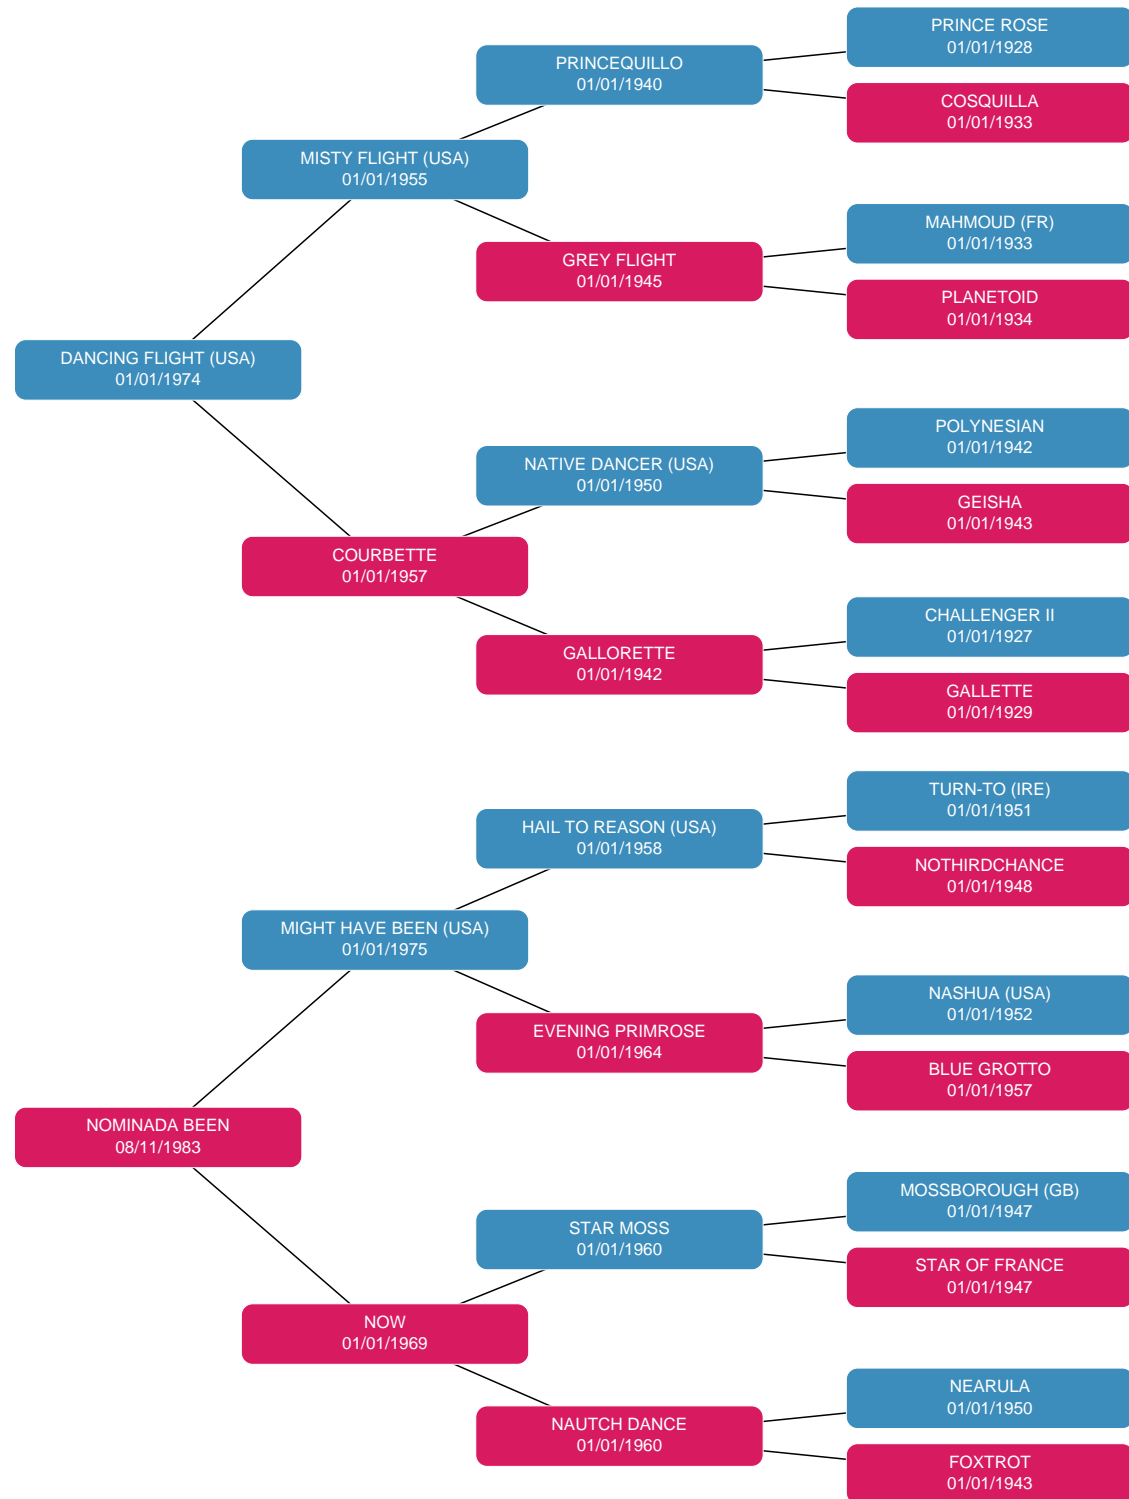 PRINCE ROSE
01/01/1928
PRINCEQUILLO
01/01/1940
COSQUILLA
01/01/1933
MISTY FLIGHT (USA)
01/01/1955
MAHMOUD (FR)
01/01/1933
GREY FLIGHT
01/01/1945
PLANETOID
01/01/1934
DANCING FLIGHT (USA)
01/01/1974
POLYNESIAN
01/01/1942
NATIVE DANCER (USA)
01/01/1950
GEISHA
01/01/1943
COURBETTE
01/01/1957
CHALLENGER II
01/01/1927
GALLORETTE
01/01/1942
GALLETTE
01/01/1929
TURN-TO (IRE)
01/01/1951
HAIL TO REASON (USA)
01/01/1958
NOTHIRDCHANCE
01/01/1948
MIGHT HAVE BEEN (USA)
01/01/1975
NASHUA (USA)
01/01/1952
EVENING PRIMROSE
01/01/1964
BLUE GROTTO
01/01/1957
NOMINADA BEEN
08/11/1983
MOSSBOROUGH (GB)
01/01/1947
STAR MOSS
01/01/1960
STAR OF FRANCE
01/01/1947
NOW
01/01/1969
NEARULA
01/01/1950
NAUTCH DANCE
01/01/1960
FOXTROT
01/01/1943